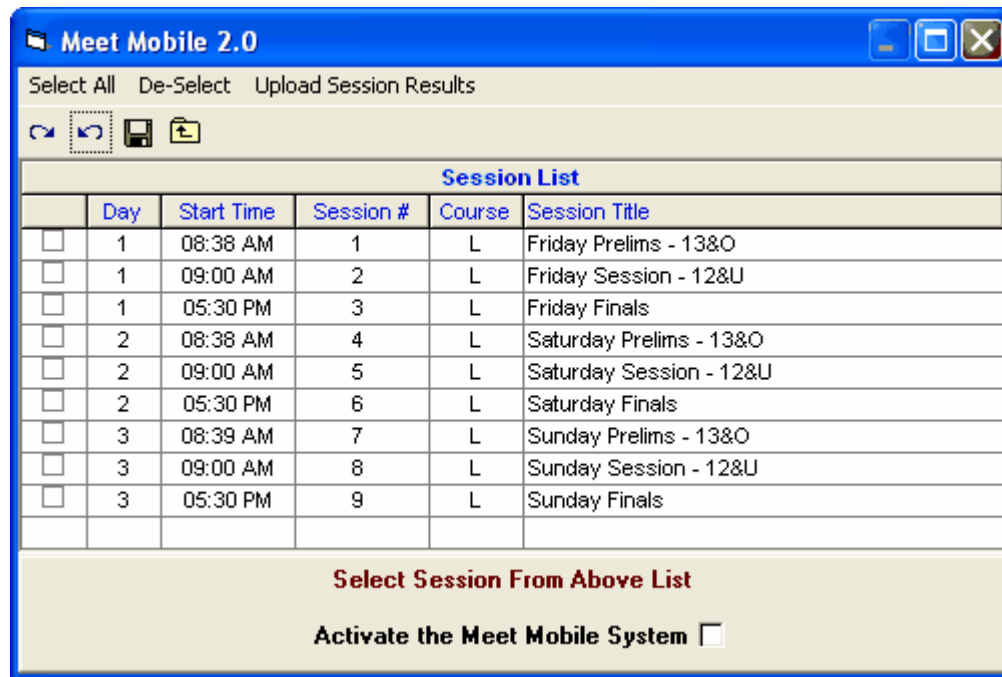 Meet Mobile 2.0
Select All De-Select Upload Session Results
Session List
Day Start Time Session # Course Session Title
1 08:38 AM 1 L Friday Prelims - 13&O
1 09:00 AM 2 L Friday Session - 12&U
1 05:30 PM 3 L Friday Finals
2 08:38 AM 4 L Saturday Prelims - 13&O
2 09:00 AM 5 L Saturday Session - 12&U
2 05:30 PM 6 L Saturday Finals
3 08:39 AM 7 L Sunday Prelims - 13&O
3 09:00 AM 8 L Sunday Session - 12&U
3 05:30 PM 9 L Sunday Finals
Select Session From Above List
Activate the Meet Mobile System